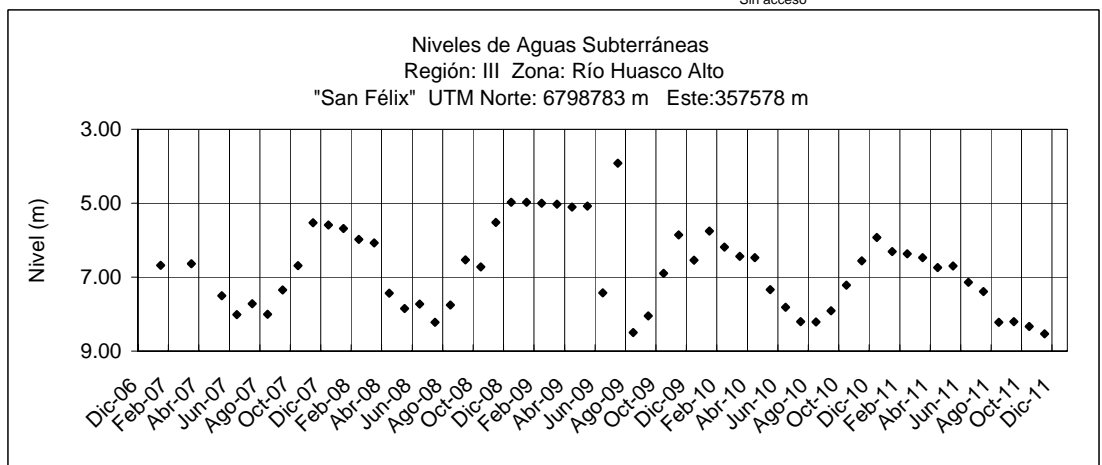 Sin acceso
Niveles de Aguas Subterráneas
Región: III  Zona: Río Huasco Alto
"San Félix"  UTM Norte: 6798783 m   Este:357578 m
3.00
5.00
7.00
9.00
Nivel (m)
Dic-06
Feb-07
Abr-07
Jun-07
Ago-07
Oct-07
Dic-07
Feb-08
Abr-08
Jun-08
Ago-08
Oct-08
Dic-08
Feb-09
Abr-09
Jun-09
Ago-09
Oct-09
Dic-09
Feb-10
Abr-10
Jun-10
Ago-10
Oct-10
Dic-10
Feb-11
Abr-11
Jun-11
Ago-11
Oct-11
Dic-11